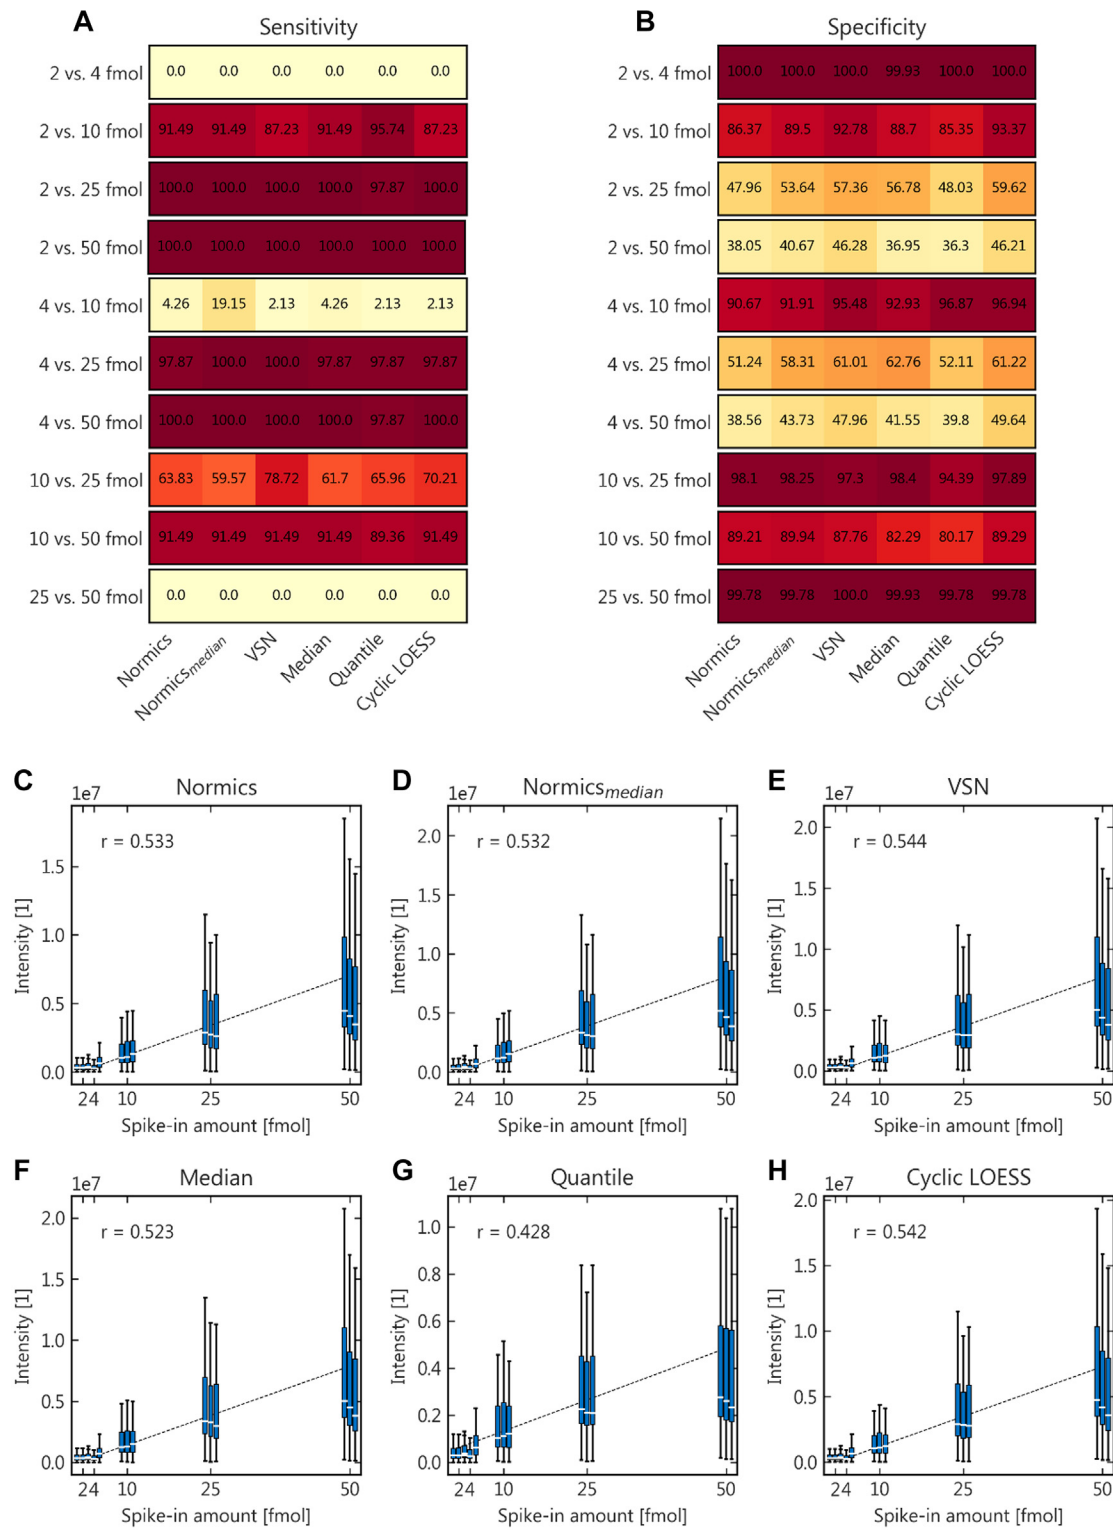 A
Sensitivity
2 vs. 4 fmol 0.0 0.0 0.0 0.0 0.0 0.0
2 vs. 10 fmol 91.49 91.49 87.23 91.49 95.74 87.23
2 vs. 25 fmol 100.0 100.0 100.0 100.0 97.87 100.0
2 vs. 50 fmol 100.0 100.0 100.0 100.0 100.0 100.0
4 vs. 10 fmol 4.26 19.15 2.13 4.26 2.13 2.13
4 vs. 25 fmol 97.87 100.0 100.0 97.87 97.87 97.87
4 vs. 50 fmol 100.0 100.0 100.0 100.0 97.87 100.0
10 vs. 25 fmol 63.83 59.57 78.72 61.7 65.96 70.21
10 vs. 50 fmol 91.49 91.49 91.49 91.49 89.36 91.49
25 vs. 50 fmol 0.0 0.0 0.0 0.0 0.0 0.0
Normics Normicsmedian VSN Median Quantile Cyclic LOESS
B
Specificity
2 vs. 4 fmol 100.0 100.0 100.0 99.93 100.0 100.0
2 vs. 10 fmol 86.37 89.5 92.78 88.7 85.35 93.37
2 vs. 25 fmol 47.96 53.64 57.36 56.78 48.03 59.62
2 vs. 50 fmol 38.05 40.67 46.28 36.95 36.3 46.21
4 vs. 10 fmol 90.67 91.91 95.48 92.93 96.87 96.94
4 vs. 25 fmol 51.24 58.31 61.01 62.76 52.11 61.22
4 vs. 50 fmol 38.56 43.73 47.96 41.55 39.8 49.64
10 vs. 25 fmol 98.1 98.25 97.3 98.4 94.39 97.89
10 vs. 50 fmol 89.21 89.94 87.76 82.29 80.17 89.29
25 vs. 50 fmol 99.78 99.78 100.0 99.93 99.78 99.78
Normics Normicsmedian VSN Median Quantile Cyclic LOESS
C
Normics
1e7
r = 0.533
Intensity [1]
1.5
1.0
0.5
0.0
2 4 10 25 50
Spike-in amount [fmol]
D
Normicsmedian
1e7
r = 0.532
Intensity [1]
2.0
1.5
1.0
0.5
0.0
2 4 10 25 50
Spike-in amount [fmol]
E
VSN
1e7
r = 0.544
Intensity [1]
2.0
1.5
1.0
0.5
0.0
2 4 10 25 50
Spike-in amount [fmol]
F
Median
1e7
r = 0.523
Intensity [1]
2.0
1.5
1.0
0.5
0.0
2 4 10 25 50
Spike-in amount [fmol]
G
Quantile
1e7
r = 0.428
Intensity [1]
1.0
0.8
0.6
0.4
0.2
0.0
2 4 10 25 50
Spike-in amount [fmol]
H
Cyclic LOESS
1e7
r = 0.542
Intensity [1]
2.0
1.5
1.0
0.5
0.0
2 4 10 25 50
Spike-in amount [fmol]